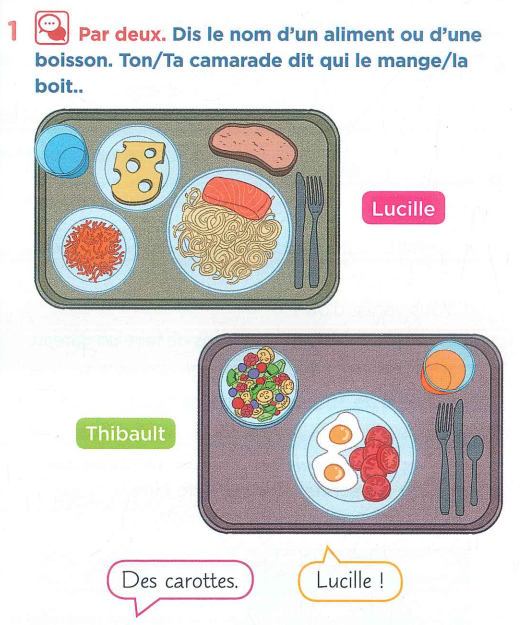 1 Par deux. Dis le nom d'un aliment ou d'une
boisson. Ton/Ta camarade dit qui le mange/la
boit..
Lucille
Thibault
Des carottes.
Lucille !